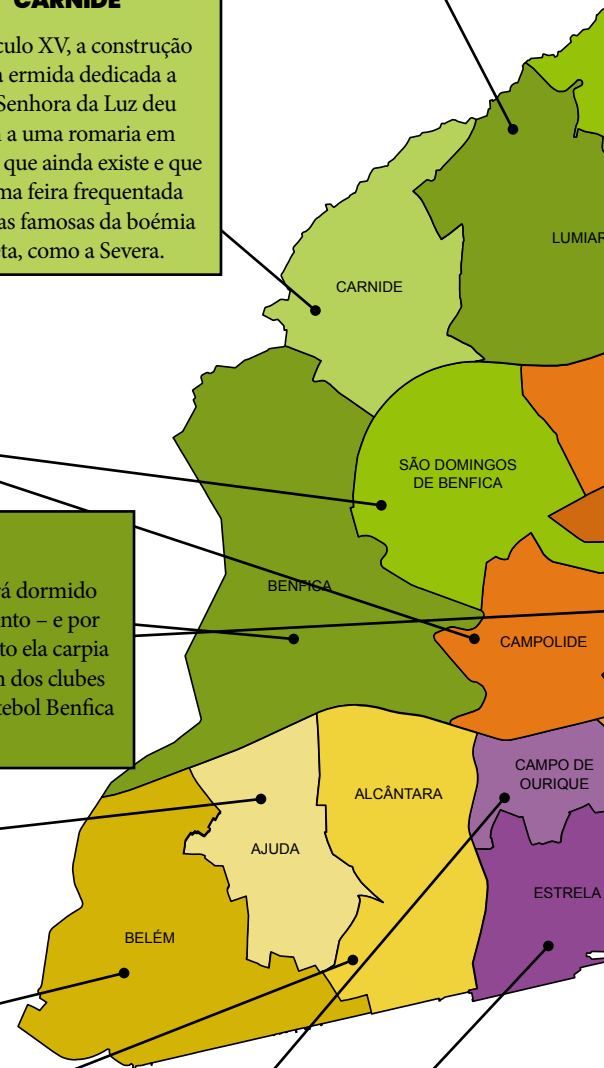 CARNIDE
culo XV, a construção
a ermida dedicada a
Senhora da Luz deu
a uma romaria em
que ainda existe e que
ma feira frequentada
as famosas da boémia
ta, como a Severa.
LUMIAR
CARNIDE
SÃO DOMINGOS
DE BENFICA
rá dormido
nto – e por
to ela carpia
dos clubes
tebol Benfica
BENFICA
CAMPOLIDE
CAMPO DE
OURIQUE
ALCÂNTARA
AJUDA
ESTRELA
BELÉM